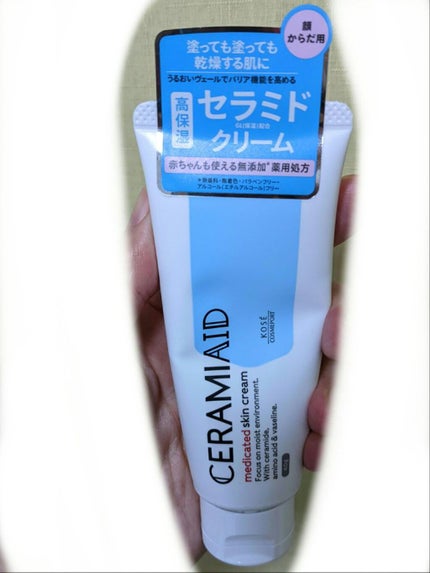 顔
からだ用
塗っても塗っても
乾燥する肌に
うるおいヴェールでバリア機能を高める
高保湿
セラミド
クリーム
赤ちゃんも使える無添加*薬用処方
*無香料・無着色・パラベンフリー・
アルコール(エチルアルコール)フリー
CERAMIAID
medicated skin cream
Focus on moist environment.
With ceramide,
amino acid & vaseline.
KOSÉ
COSMEPORT